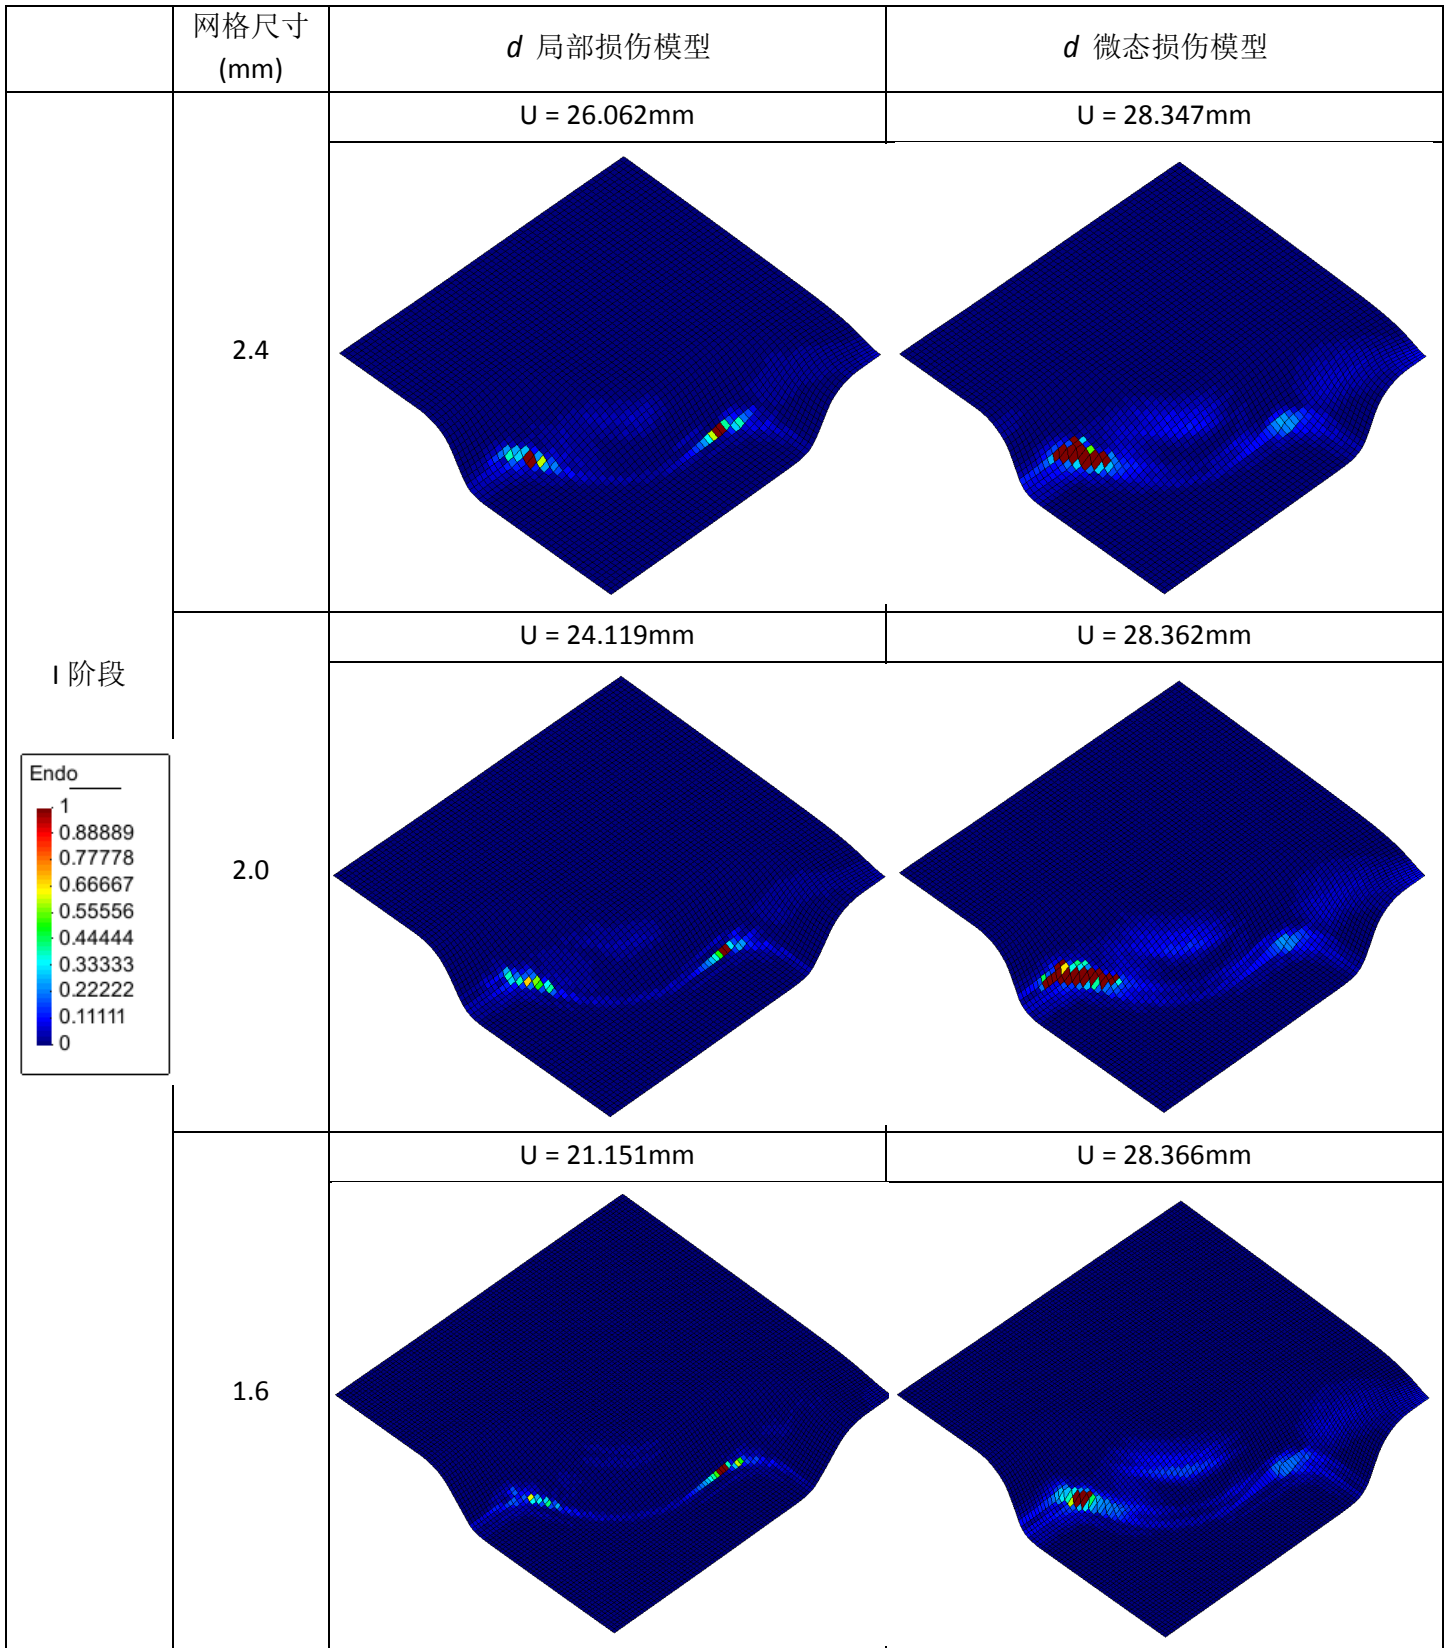 网格尺寸
(mm)
d 局部损伤模型
d 微态损伤模型
U = 26.062mm
U = 28.347mm
2.4
U = 24.119mm
U = 28.362mm
I 阶段
Endo
1
0.88889
0.77778
0.66667
0.55556
0.44444
0.33333
0.22222
0.11111
0
2.0
U = 21.151mm
U = 28.366mm
1.6